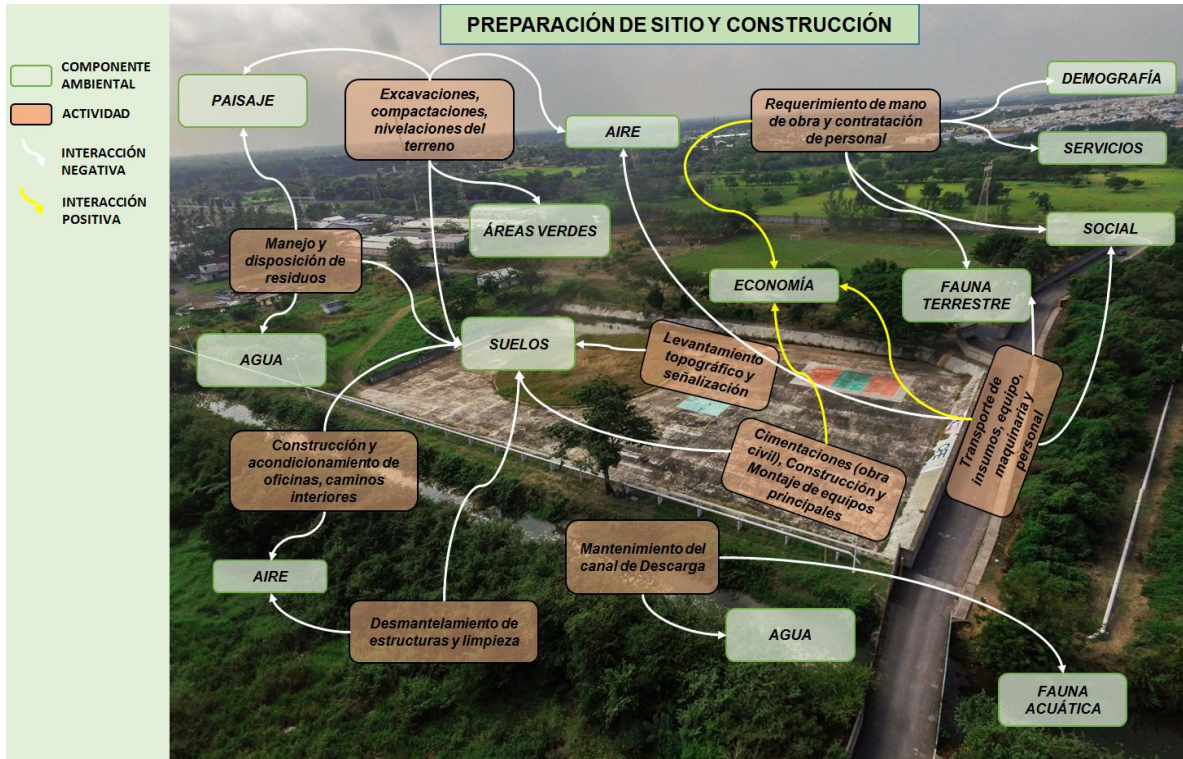 PREPARACIÓN DE SITIO Y CONSTRUCCIÓN
COMPONENTE
AMBIENTAL
ACTIVIDAD
INTERACCIÓN
NEGATIVA
INTERACCIÓN
POSITIVA
PAISAJE
Excavaciones,
compactaciones,
nivelaciones del
terreno
AIRE
Requerimiento de mano
de obra y contratación
de personal
DEMOGRAFÍA
SERVICIOS
ÁREAS VERDES
SOCIAL
Manejo y
disposición de
residuos
ECONOMÍA
FAUNA
TERRESTRE
AGUA
SUELOS
Levantamiento
topográfico y
señalización
Transporte de
insumos, equipo,
maquinaria y
personal
Construcción y
acondicionamiento de
oficinas, caminos
interiores
Cimentaciones (obra
civil), Construcción y
Montaje de equipos
principales
AIRE
Mantenimiento del
canal de Descarga
Desmantelamiento de
estructuras y limpieza
AGUA
FAUNA
ACUÁTICA